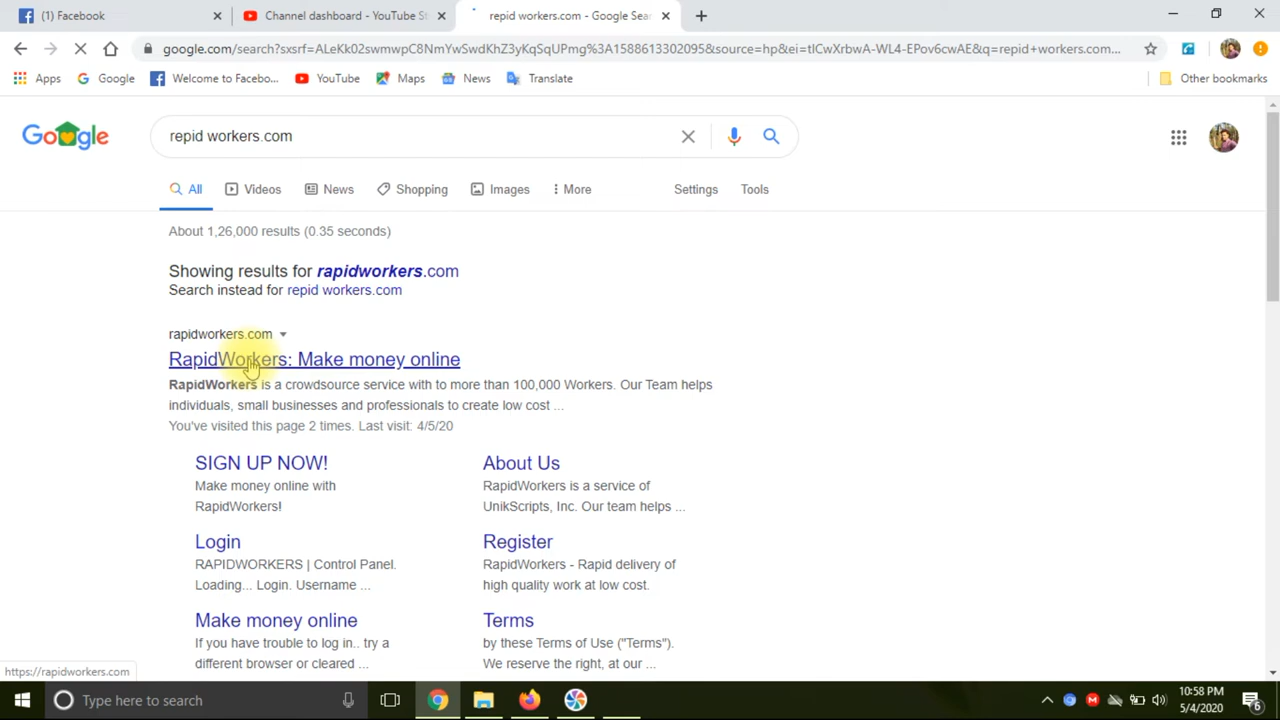 (1) Facebook
Channel dashboard - YouTube St
repid workers.com - Google Sear
google.com/search?sxsrf=ALeKk02swmwpC8NmYwSwdKhZ3yKqSqUPmg%3A1588613302095&source=hp&ei=tlCwXrbwA-WL4-EPov6cwAE&q=repid+workers.com...
Apps
Google
Welcome to Facebo...
YouTube
Maps
News
Translate
Other bookmarks
Google
repid workers.com
All
Videos
News
Shopping
Images
More
Settings
Tools
About 1,26,000 results (0.35 seconds)
Showing results for rapidworkers.com
Search instead for repid workers.com
rapidworkers.com
RapidWorkers: Make money online
RapidWorkers is a crowdsource service with to more than 100,000 Workers. Our Team helps
individuals, small businesses and professionals to create low cost ...
You've visited this page 2 times. Last visit: 4/5/20
SIGN UP NOW!
Make money online with
RapidWorkers!
About Us
RapidWorkers is a service of
UnikScripts, Inc. Our team helps ...
Login
RAPIDWORKERS | Control Panel.
Loading... Login. Username ...
Register
RapidWorkers - Rapid delivery of
high quality work at low cost.
Make money online
If you have trouble to log in.. try a
different browser or cleared ...
Terms
by these Terms of Use ("Terms").
We reserve the right, at our ...
https://rapidworkers.com
Type here to search
10:58 PM
5/4/2020
6